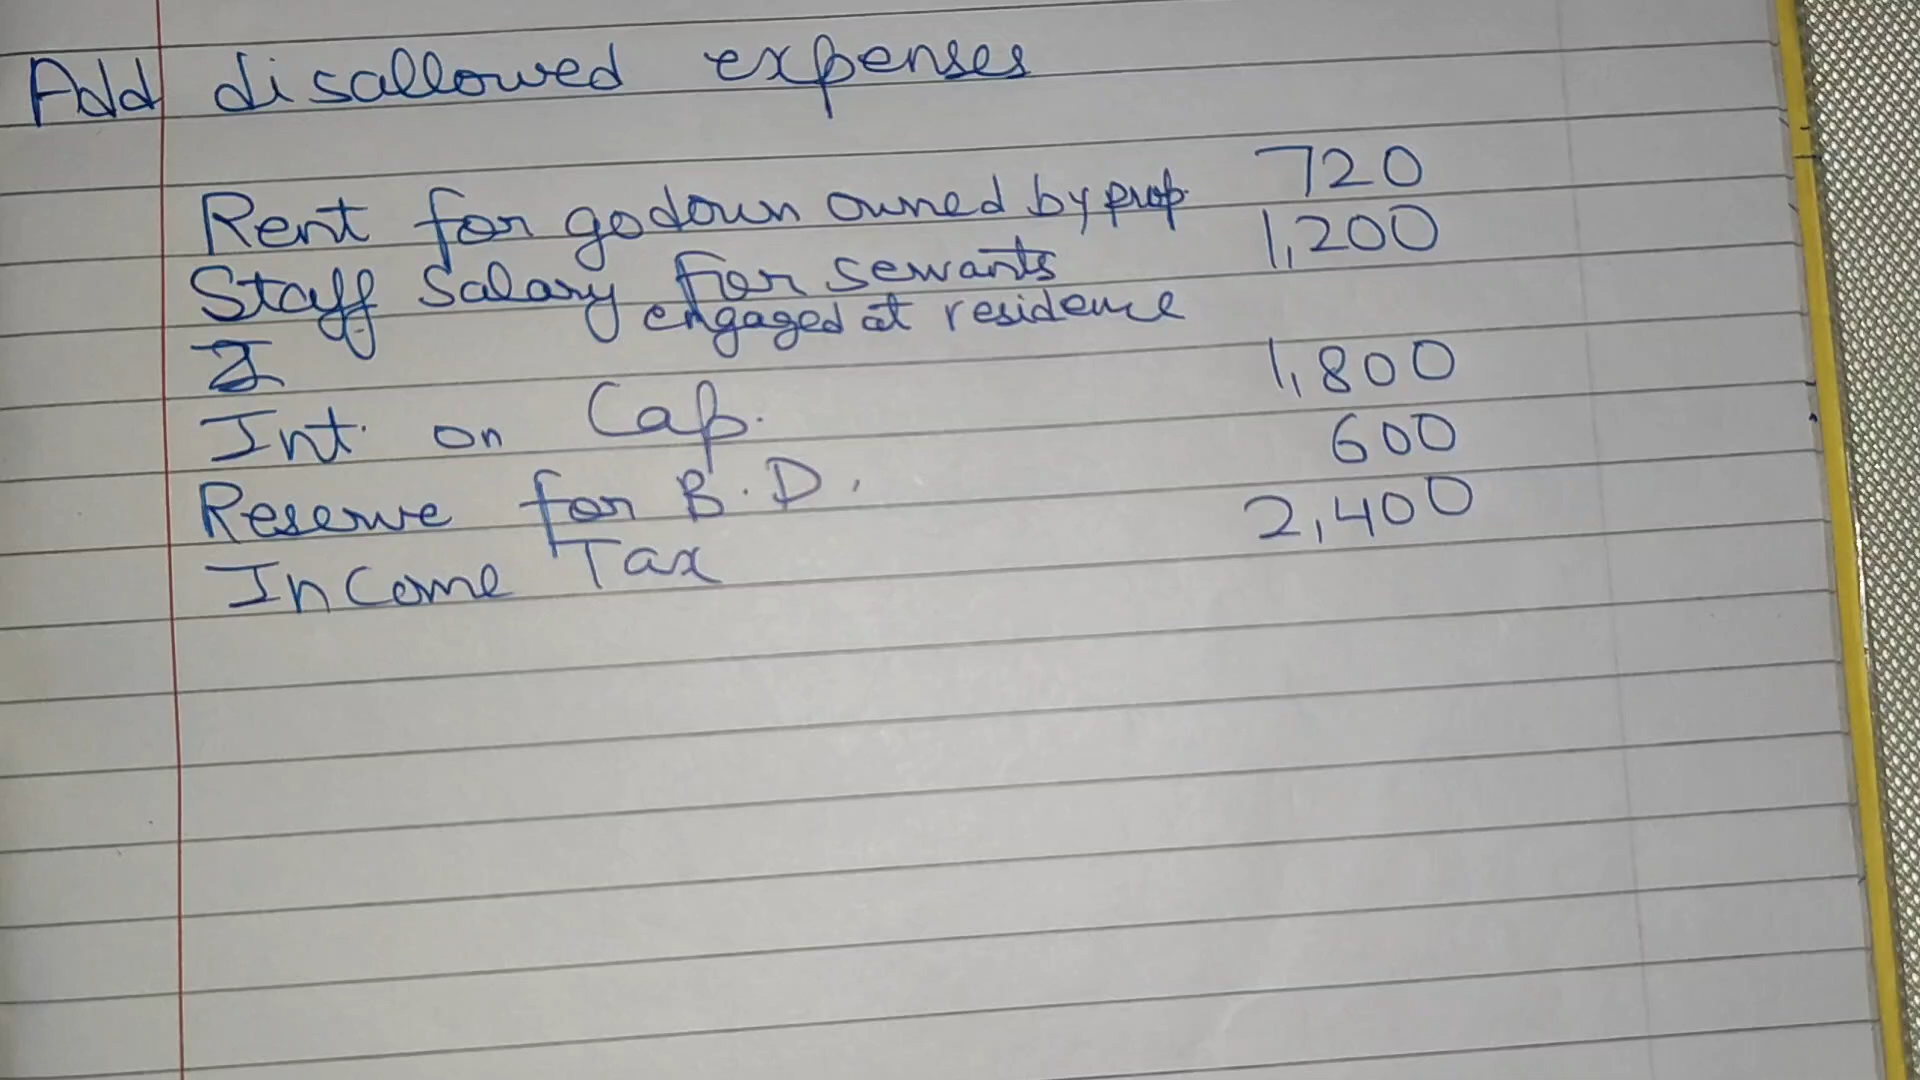 Add disallowed expenses
Rent for godown owned by prop. 720
Staff Salary for servants 1,200
engaged at residence
Int. on Cap. 1,800
Reserve for B.D. 600
Income Tax 2,400